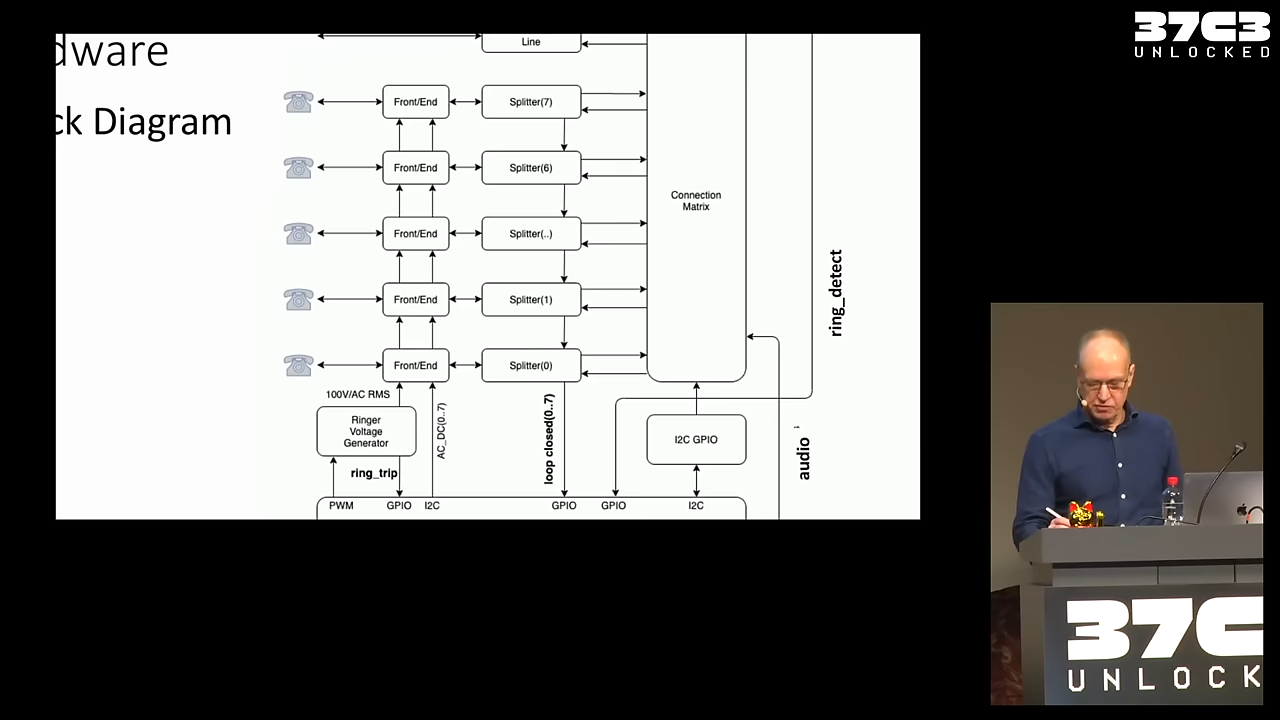 37C3
UNLOCKED
dware
ck Diagram
Line
Front/End
Splitter(7)
Front/End
Splitter(6)
Connection
Matrix
Front/End
Splitter(..)
Front/End
Splitter(1)
ring_detect
Front/End
Splitter(0)
100V/AC RMS
Ringer
Voltage
Generator
AC_DC(0..7)
loop closed(0..7)
I2C GPIO
audio
ring_trip
PWM
GPIO
I2C
GPIO
GPIO
I2C
37C
UNLOCK